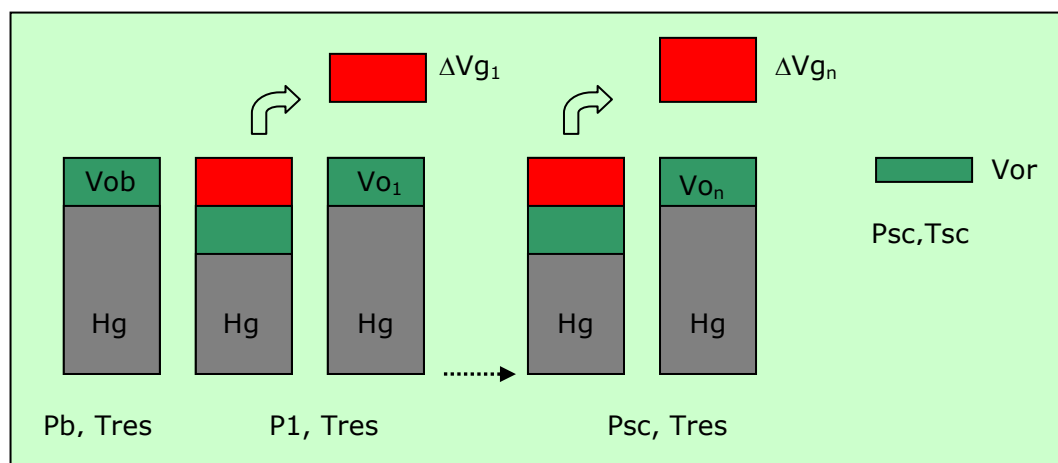 ΔVg₁
ΔVgₙ
Vob
Vo₁
Voₙ
Vor
Psc,Tsc
Hg
Hg
Hg
Hg
Hg
Pb, Tres
P1, Tres
Psc, Tres